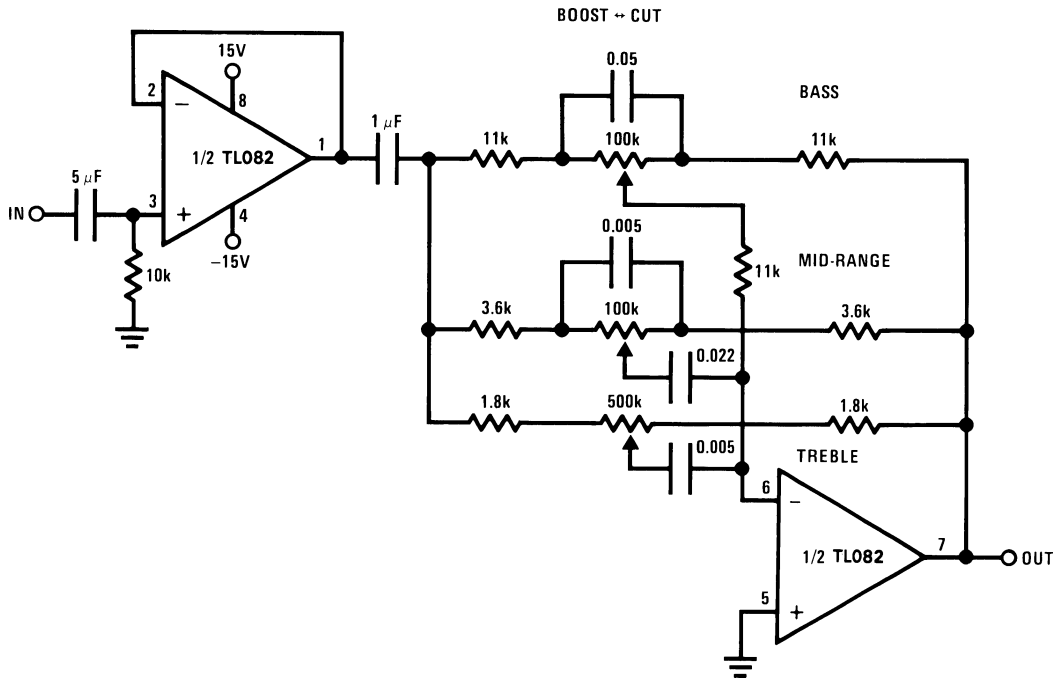 BOOST ↔ CUT
15V
0.05
BASS
2
−
8
1 μF
11k
100k
11k
1/2 TL082
1
5 μF
IN
3
+
4
0.005
−15V
10k
11k
MID-RANGE
3.6k
100k
3.6k
0.022
1.8k
500k
1.8k
0.005
TREBLE
6
−
7
1/2 TL082
OUT
5
+